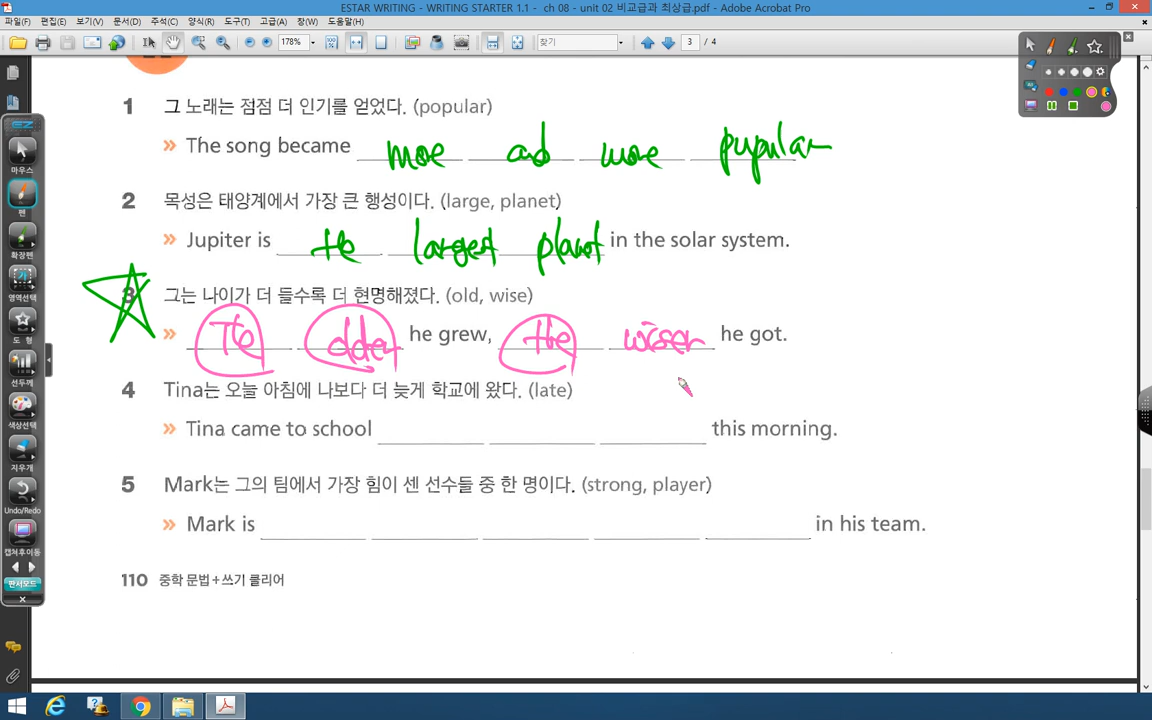 ESTAR WRITING - WRITING STARTER 1.1 - ch 08 - unit 02 비교급과 최상급.pdf - Adobe Acrobat Pro
파일(F) 편집(E) 보기(V) 문서(D) 주석(C) 양식(R) 도구(T) 고급(A) 창(W) 도움말(H)
178% 찾기 3 / 4
1 그 노래는 점점 더 인기를 얻었다. (popular)
The song became more and more pupular
2 목성은 태양계에서 가장 큰 행성이다. (large, planet)
Jupiter is the largest planet in the solar system.
3 그는 나이가 더 들수록 더 현명해졌다. (old, wise)
The older he grew, the wiser he got.
4 Tina는 오늘 아침에 나보다 더 늦게 학교에 왔다. (late)
Tina came to school this morning.
5 Mark는 그의 팀에서 가장 힘이 센 선수들 중 한 명이다. (strong, player)
Mark is in his team.
110 중학 문법+쓰기 클리어
EZ
마우스
펜
확장펜
영역선택
도 형
선두께
색상선택
지우개
Undo/Redo
캡쳐후이동
판서모드